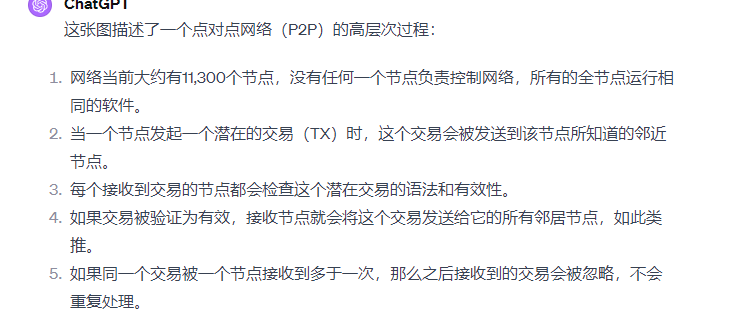 ChatGPT
这张图描述了一个点对点网络（P2P）的高层次过程：
1. 网络当前大约有11,300个节点，没有任何一个节点负责控制网络，所有的全节点运行相
同的软件。
2. 当一个节点发起一个潜在的交易（TX）时，这个交易会被发送到该节点所知道的邻近
节点。
3. 每个接收到交易的节点都会检查这个潜在交易的语法和有效性。
4. 如果交易被验证为有效，接收节点就会将这个交易发送给它的所有邻居节点，如此类
推。
5. 如果同一个交易被一个节点接收到多于一次，那么之后接收到的交易会被忽略，不会
重复处理。